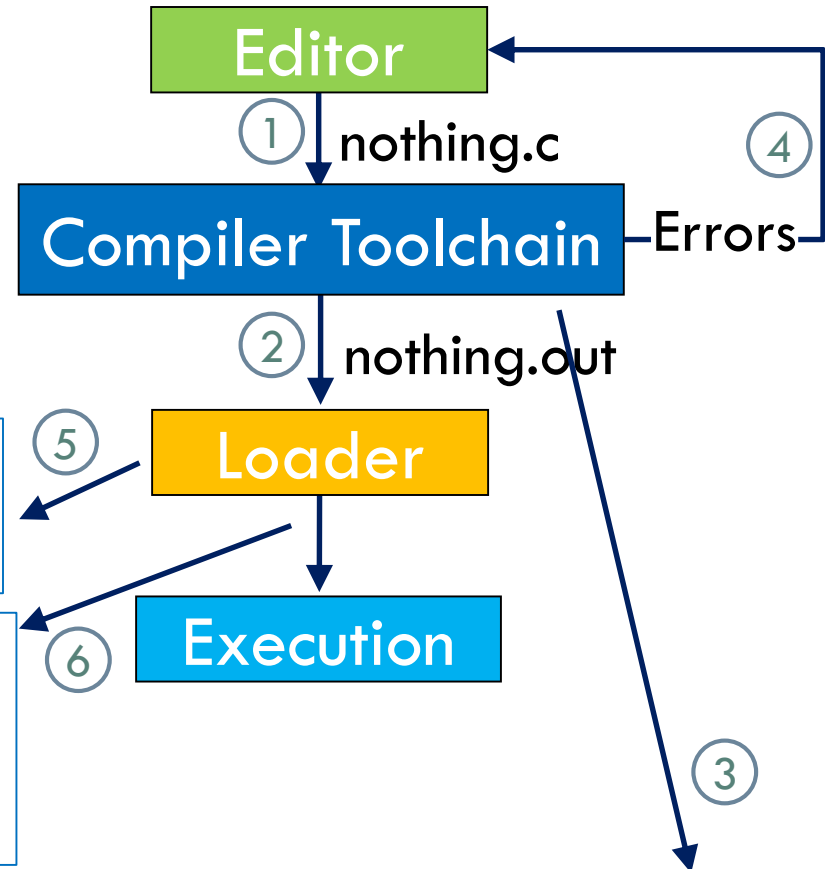 Editor
1
nothing.c
4
Compiler Toolchain
Errors
2
nothing.out
5
Loader
6
Execution
3